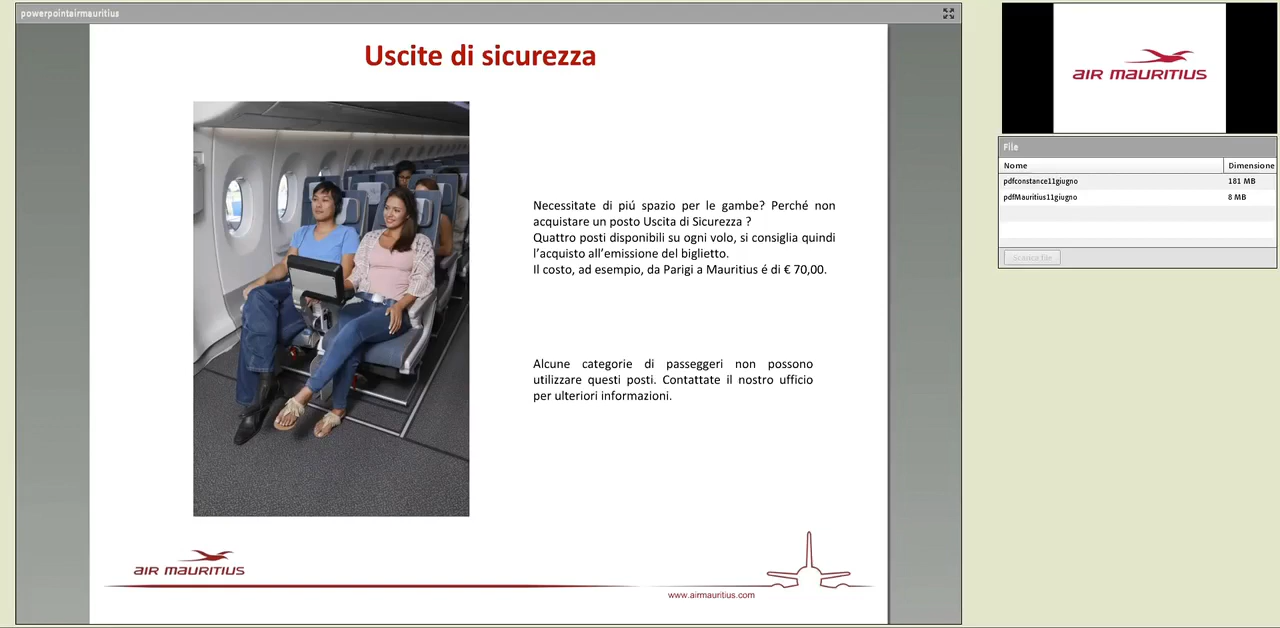 powerpointairmauritius
Uscite di sicurezza
Necessitate di piú spazio per le gambe? Perché non
acquistare un posto Uscita di Sicurezza ?
Quattro posti disponibili su ogni volo, si consiglia quindi
l’acquisto all’emissione del biglietto.
Il costo, ad esempio, da Parigi a Mauritius é di € 70,00.
Alcune categorie di passeggeri non possono
utilizzare questi posti. Contattate il nostro ufficio
per ulteriori informazioni.
AIR MAURITIUS
www.airmauritius.com
AIR MAURITIUS
File
Nome Dimensione
pdfconstance11giugno 181 MB
pdfMauritius11giugno 8 MB
Scarica file